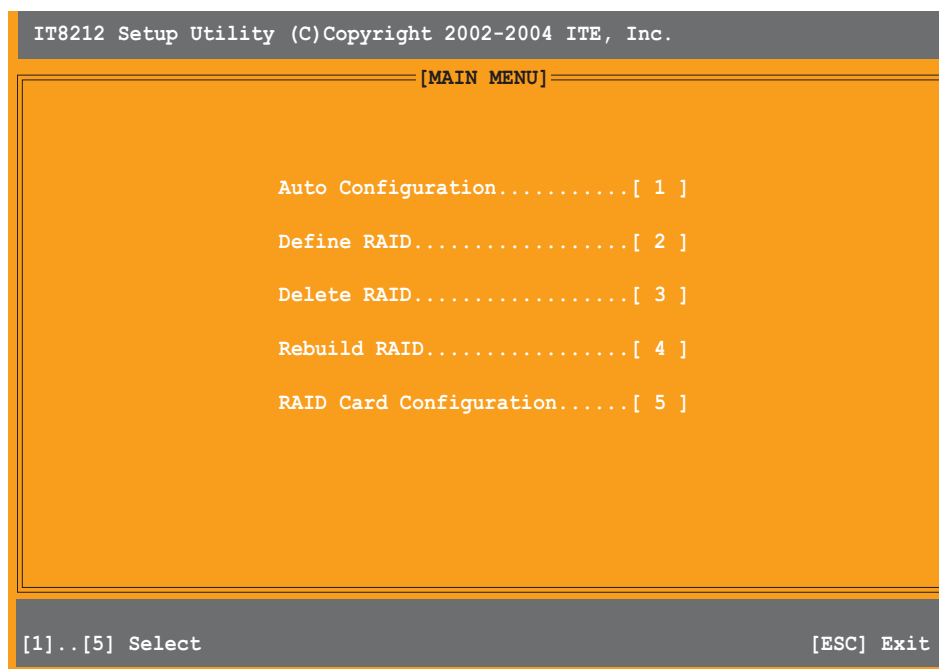 IT8212 Setup Utility (C)Copyright 2002-2004 ITE, Inc.
[MAIN MENU]
Auto Configuration...........[ 1 ]
Define RAID..................[ 2 ]
Delete RAID..................[ 3 ]
Rebuild RAID.................[ 4 ]
RAID Card Configuration......[ 5 ]
[1]..[5] Select [ESC] Exit